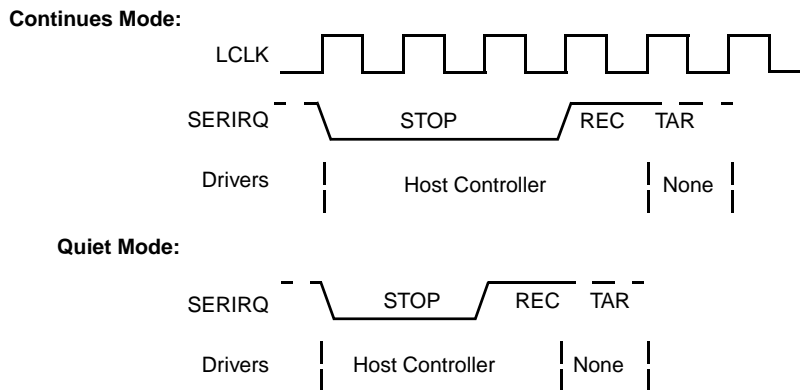 Continues Mode:
LCLK
SERIRQ STOP REC TAR
Drivers Host Controller None
Quiet Mode:
SERIRQ STOP REC TAR
Drivers Host Controller None